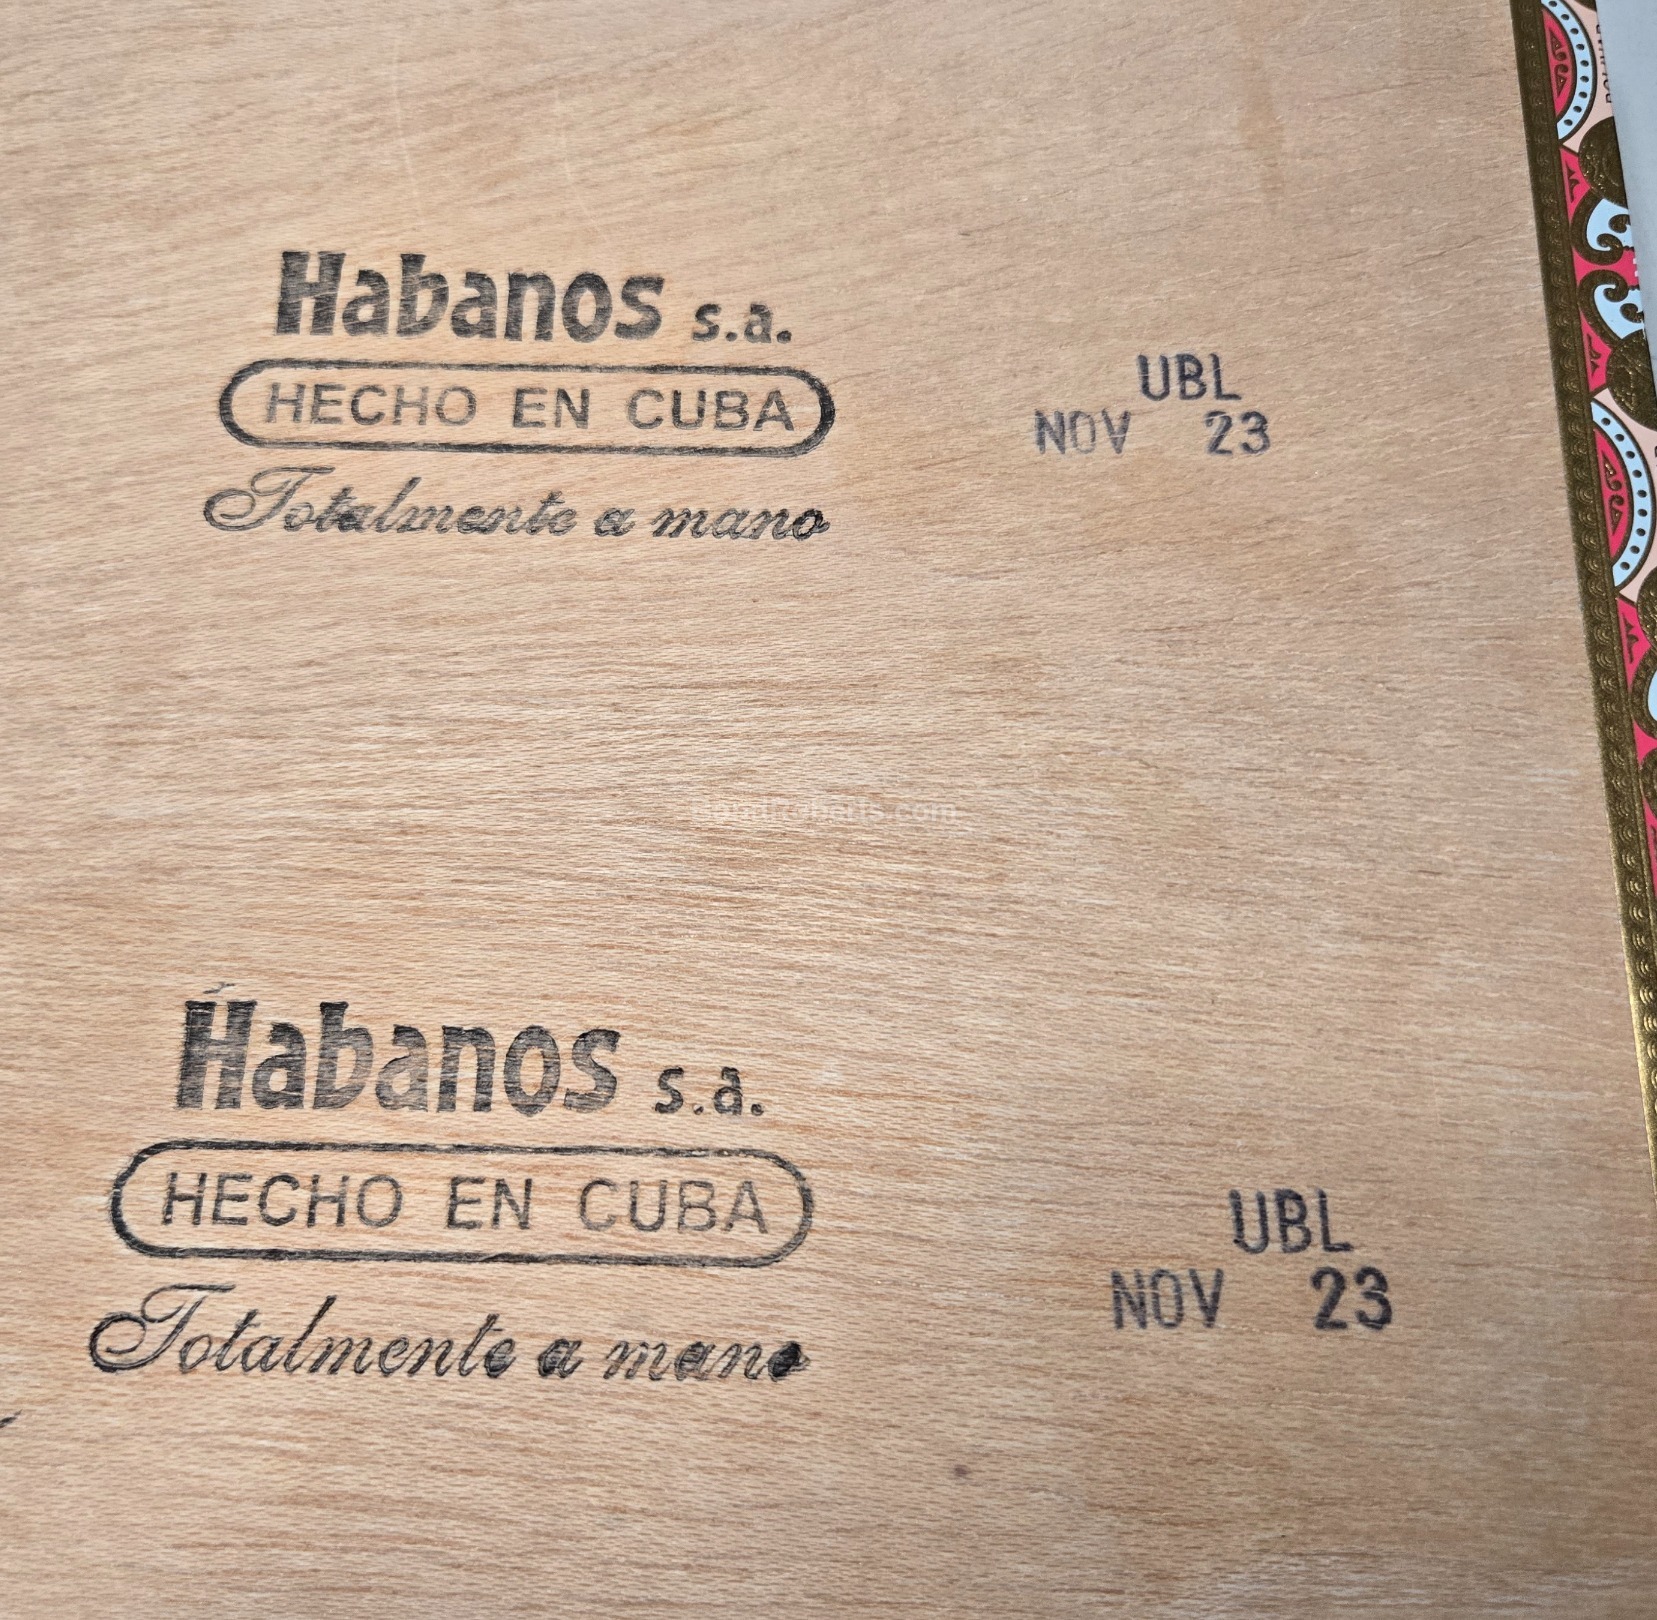 Habanos s.a.
HECHO EN CUBA
Totalmente a mano
UBL
NOV 23
Habanos s.a.
HECHO EN CUBA
Totalmente a mano
UBL
NOV 23